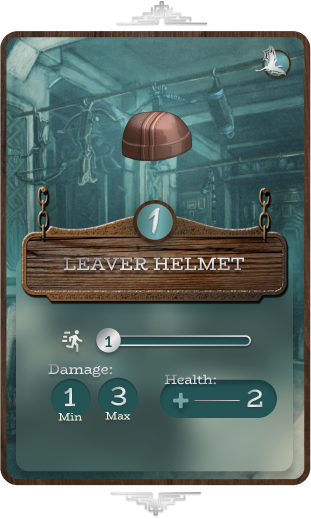 1
LEAVER HELMET
1
Damage:
Health:
1 3 + 2
Min Max